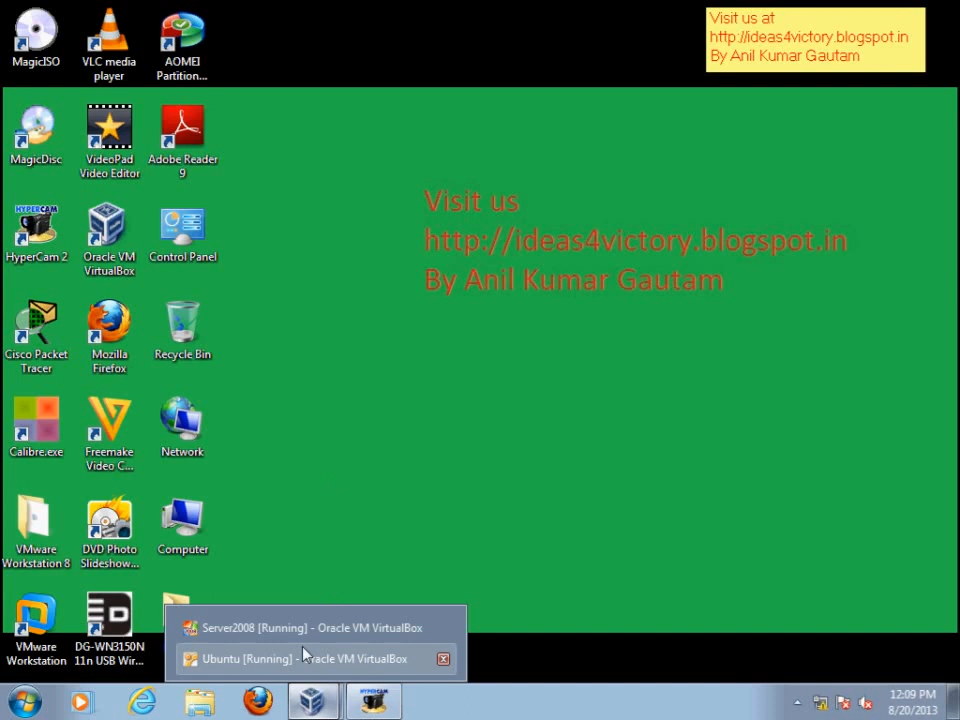 Visit us at
http://ideas4victory.blogspot.in
By Anil Kumar Gautam
MagicISO
VLC media
player
AOMEI
Partition...
MagicDisc
VideoPad
Video Editor
Adobe Reader
9
Visit us
http://ideas4victory.blogspot.in
By Anil Kumar Gautam
HYPERCAM
HyperCam 2
Oracle VM
VirtualBox
Control Panel
Cisco Packet
Tracer
Mozilla
Firefox
Recycle Bin
Calibre.exe
Freemake
Video C...
Network
VMware
Workstation 8
DVD Photo
Slideshow...
Computer
VMware
Workstation
DG-WN3150N
11n USB Wir...
Server2008 [Running] - Oracle VM VirtualBox
Ubuntu [Running] - Oracle VM VirtualBox
HYPERCAM
12:09 PM
8/20/2013